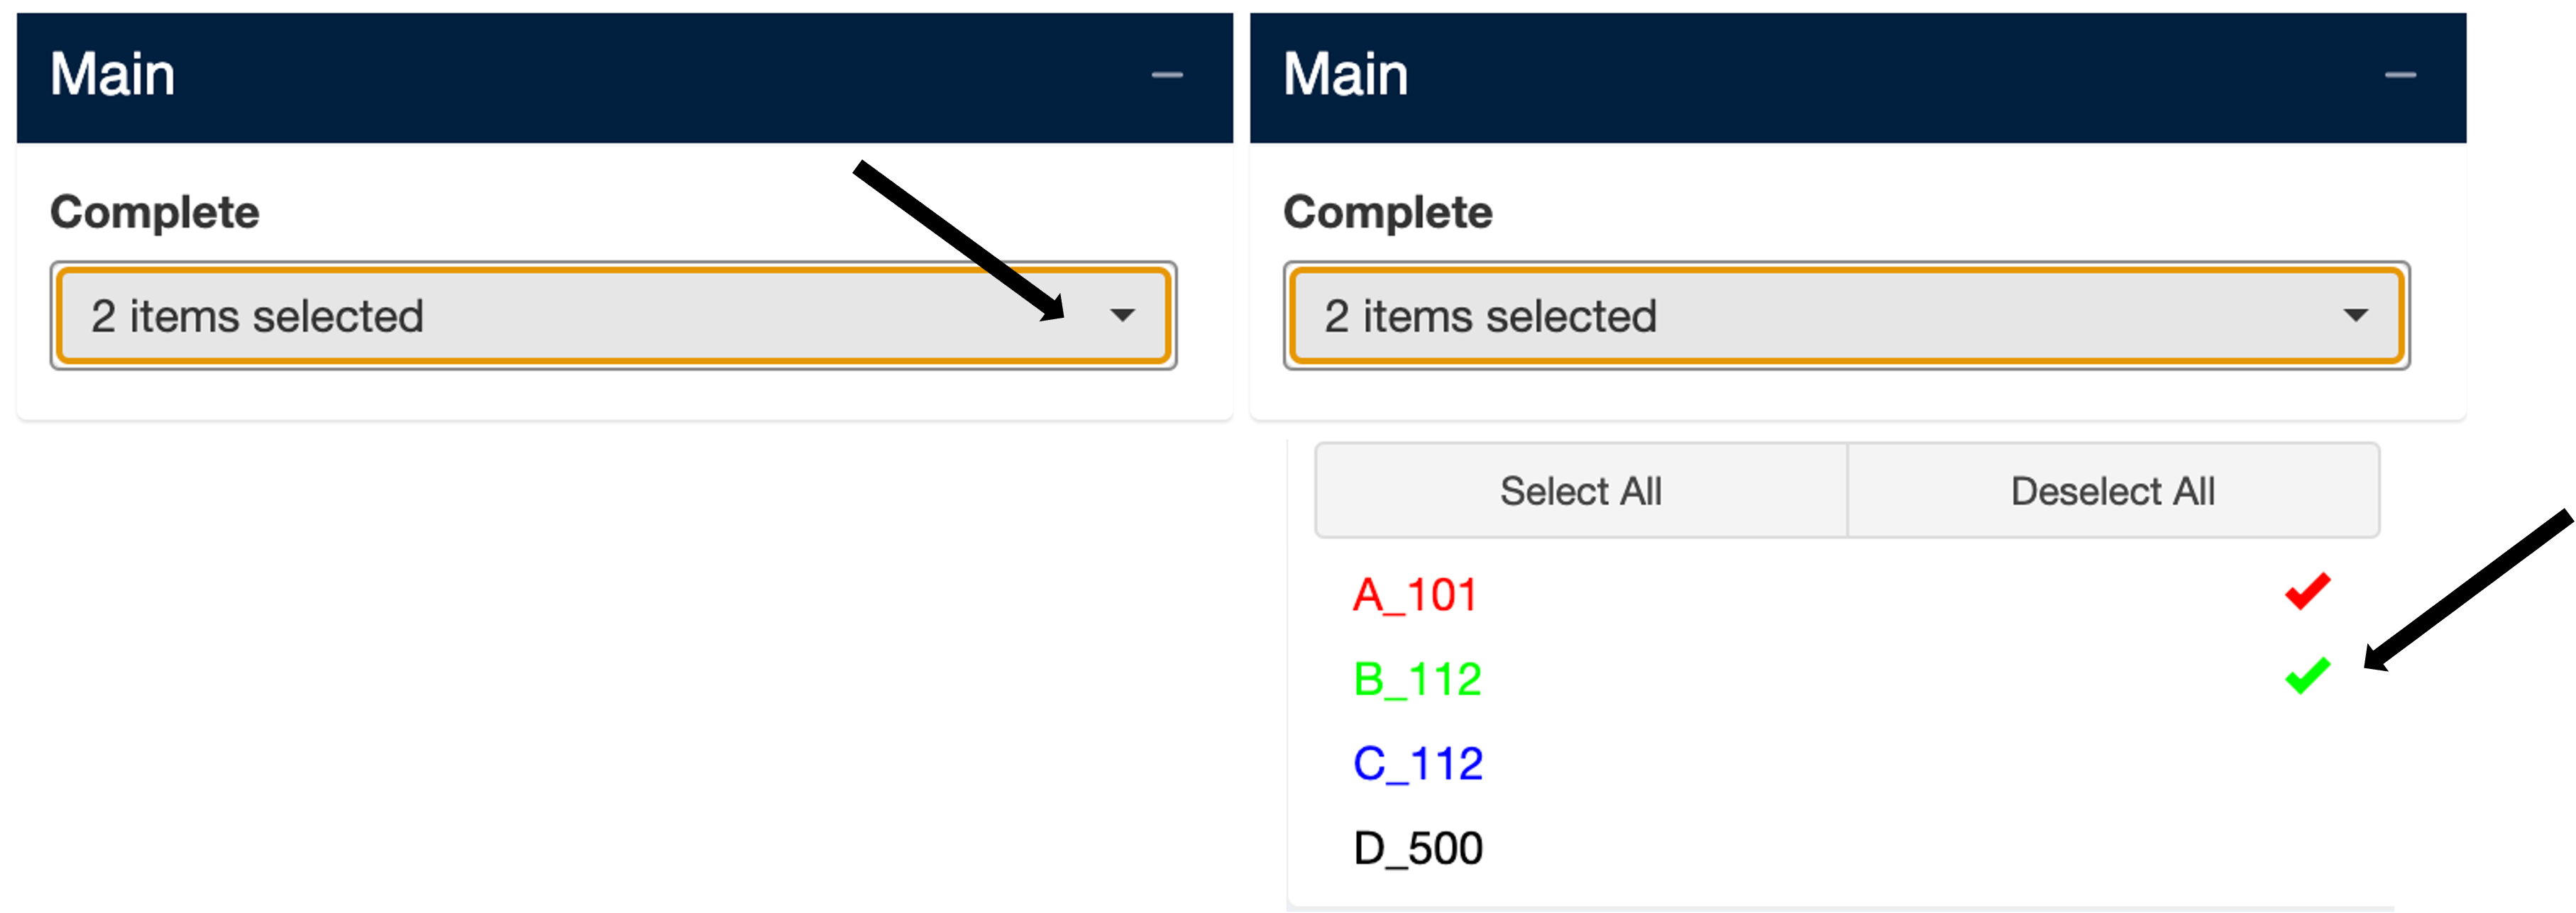 Main
Complete
2 items selected
Main
Complete
2 items selected
Select All
Deselect All
A_101
B_112
C_112
D_500